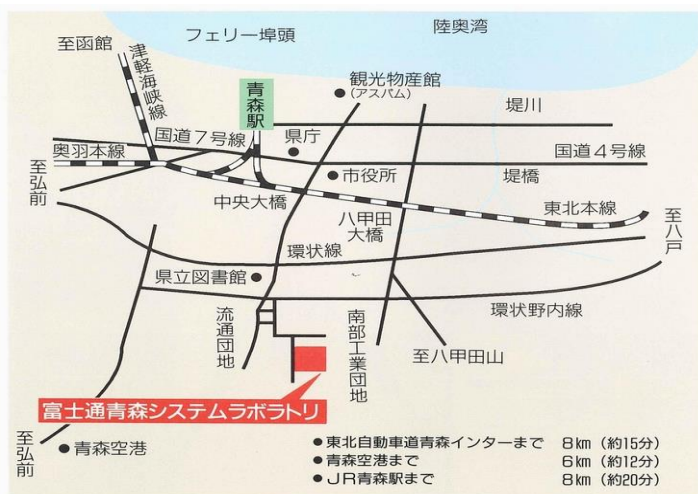 陸奥湾
フェリー埠頭
至函館
津軽海峡線
観光物産館
(アスパム)
青森駅
堤川
国道7号線
県庁
奥羽本線
国道4号線
至弘前
市役所
堤橋
中央大橋
八甲田
大橋
東北本線
至八戸
環状線
県立図書館
環状野内線
流通団地
南部工業団地
至八甲田山
富士通青森システムラボラトリ
至弘前
青森空港
●東北自動車道青森インターまで 8km(約15分)
●青森空港まで 6km(約12分)
●JR青森駅まで 8km(約20分)